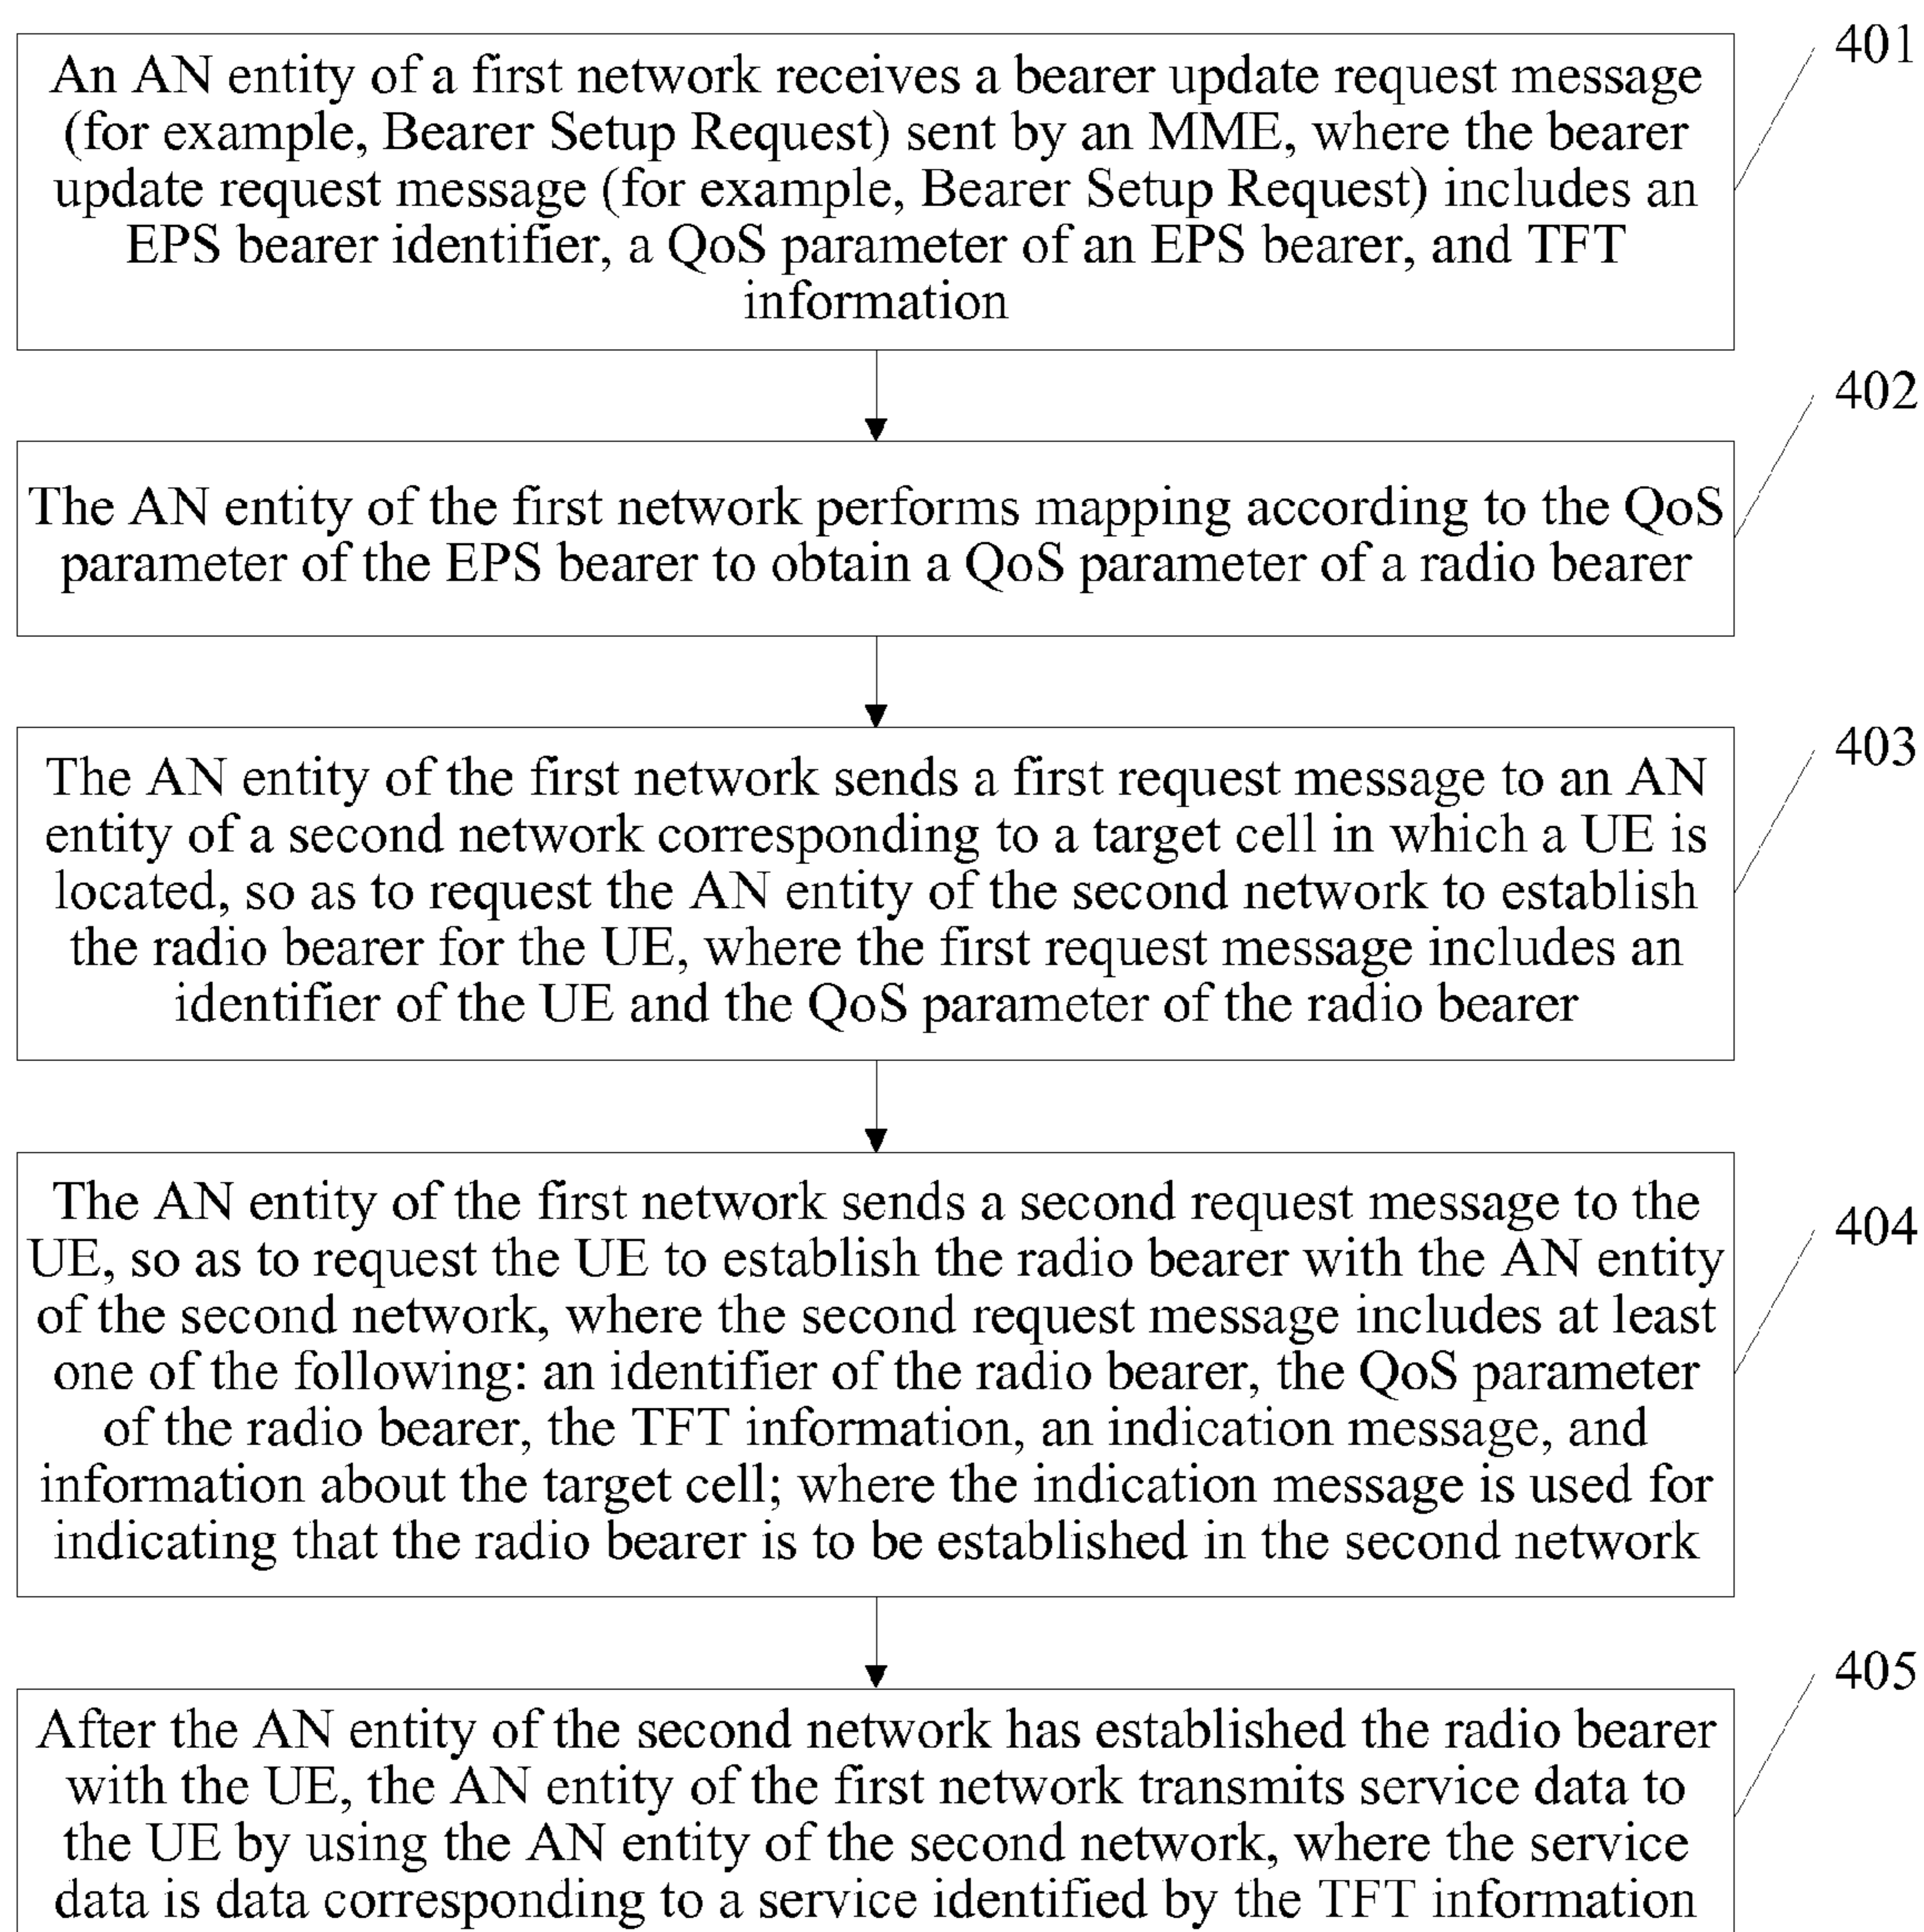 401
An AN entity of a first network receives a bearer update request message
(for example, Bearer Setup Request) sent by an MME, where the bearer
update request message (for example, Bearer Setup Request) includes an
EPS bearer identifier, a QoS parameter of an EPS bearer, and TFT
information
402
The AN entity of the first network performs mapping according to the QoS
parameter of the EPS bearer to obtain a QoS parameter of a radio bearer
403
The AN entity of the first network sends a first request message to an AN
entity of a second network corresponding to a target cell in which a UE is
located, so as to request the AN entity of the second network to establish
the radio bearer for the UE, where the first request message includes an
identifier of the UE and the QoS parameter of the radio bearer
404
The AN entity of the first network sends a second request message to the
UE, so as to request the UE to establish the radio bearer with the AN entity
of the second network, where the second request message includes at least
one of the following: an identifier of the radio bearer, the QoS parameter
of the radio bearer, the TFT information, an indication message, and
information about the target cell; where the indication message is used for
indicating that the radio bearer is to be established in the second network
405
After the AN entity of the second network has established the radio bearer
with the UE, the AN entity of the first network transmits service data to
the UE by using the AN entity of the second network, where the service
data is data corresponding to a service identified by the TFT information